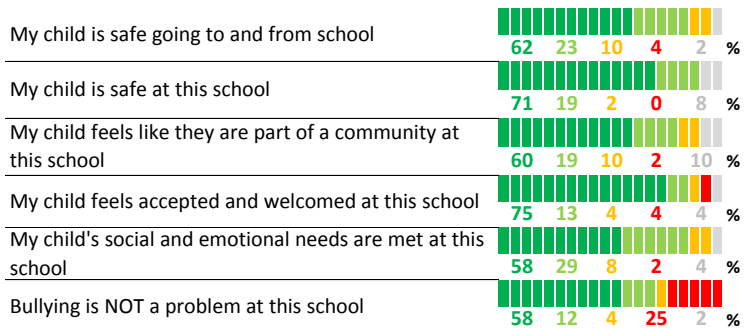 My child is safe going to and from school
62 23 10 4 2 %
My child is safe at this school
71 19 2 0 8 %
My child feels like they are part of a community at
this school
60 19 10 2 10 %
My child feels accepted and welcomed at this school
75 13 4 4 4 %
My child's social and emotional needs are met at this
school
58 29 8 2 4 %
Bullying is NOT a problem at this school
58 12 4 25 2 %